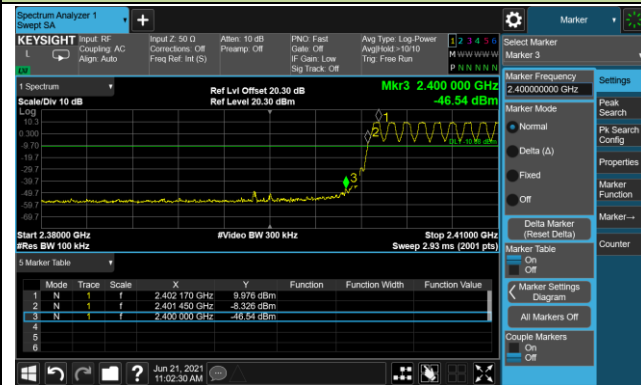 Spectrum Analyzer 1
Swept SA
Marker
KEYSIGHT Input: RF
L Coupling: AC
Align: Auto
Input Z: 50 Ω
Corrections: Off
Freq Ref: Int (S)
Atten: 10 dB
Preamp: Off
PNO: Fast
Gate: Off
IF Gain: Low
Sig Track: Off
Avg Type: Log-Power
Avg|Hold:>10/10
Trig: Free Run
1 2 3 4 5 6
M W W W W W
P N N N N N
Select Marker
Marker 3
1 Spectrum
Scale/Div 10 dB
Ref Lvl Offset 20.30 dB
Ref Level 20.30 dBm
Mkr3 2.400 000 GHz
-46.54 dBm
Log
10.3
0.300
-9.70
-19.7
-29.7
-39.7
-49.7
-59.7
-69.7
1
2
3
Start 2.38000 GHz
#Res BW 100 kHz
#Video BW 300 kHz
Stop 2.41000 GHz
Sweep 2.93 ms (2001 pts)
5 Marker Table
Mode Trace Scale X Y Function Function Width Function Value
1 N 1 f 2.402 170 GHz 9.976 dBm
2 N 1 f 2.401 450 GHz -8.326 dBm
3 N 1 f 2.400 000 GHz -46.54 dBm
4
5
6
Marker Frequency
2.400000000 GHz
Marker Mode
Normal
Delta (Δ)
Fixed
Off
Delta Marker
(Reset Delta)
Marker Table
On
Off
Marker Settings
Diagram
All Markers Off
Couple Markers
On
Off
Settings
Peak
Search
Pk Search
Config
Properties
Marker
Function
Marker→
Counter
Jun 21, 2021
11:02:30 AM